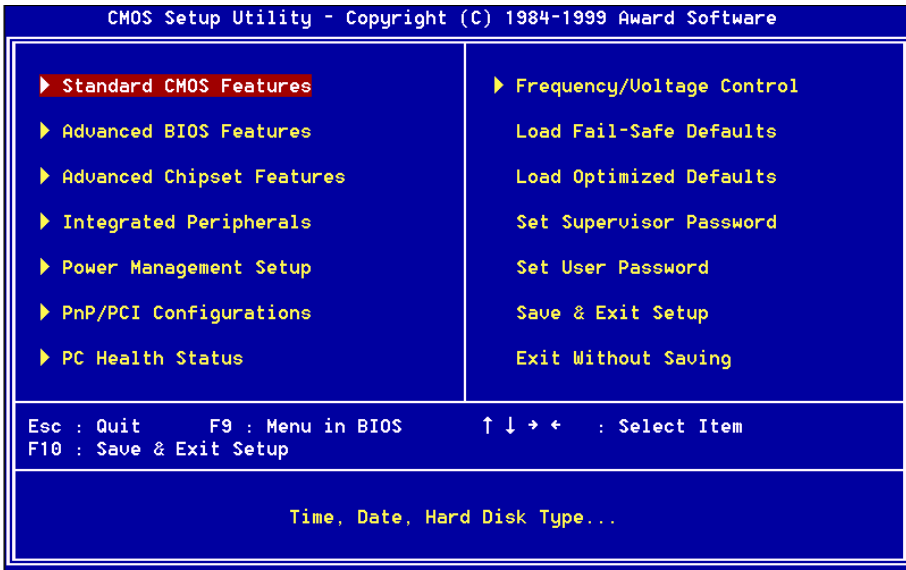 CMOS Setup Utility - Copyright (C) 1984-1999 Award Software
Standard CMOS Features
Advanced BIOS Features
Advanced Chipset Features
Integrated Peripherals
Power Management Setup
PnP/PCI Configurations
PC Health Status
Frequency/Voltage Control
Load Fail-Safe Defaults
Load Optimized Defaults
Set Supervisor Password
Set User Password
Save & Exit Setup
Exit Without Saving
Esc : Quit F9 : Menu in BIOS ↑ ↓ → ← : Select Item
F10 : Save & Exit Setup
Time, Date, Hard Disk Type...